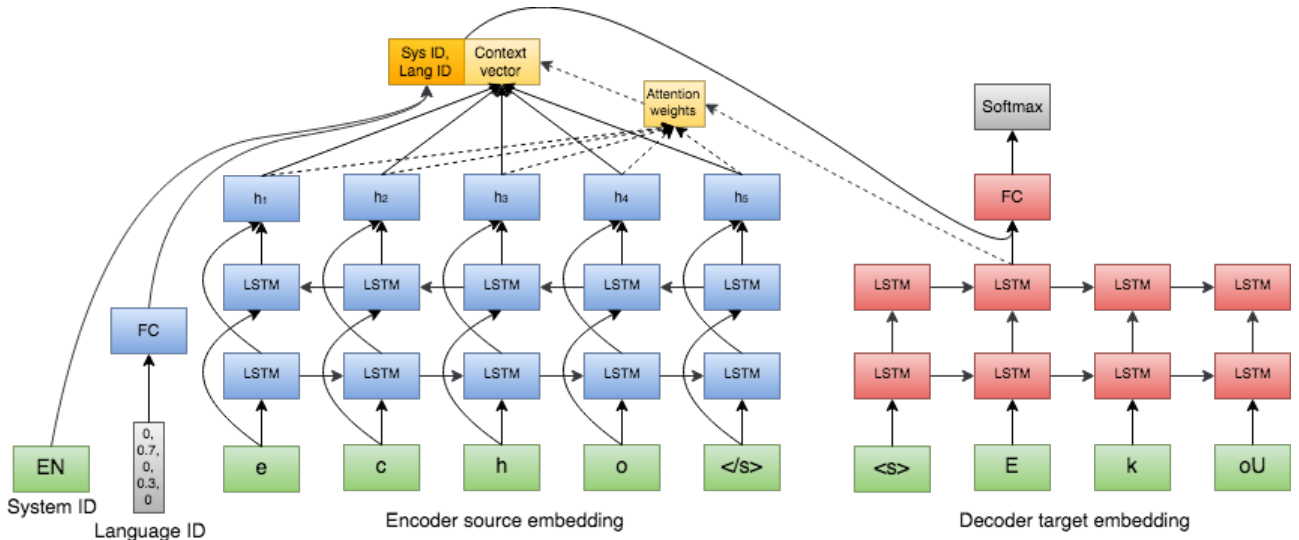 Sys ID,
Lang ID
Context
vector
Attention
weights
Softmax
h1
h2
h3
h4
h5
FC
LSTM
LSTM
LSTM
LSTM
LSTM
LSTM
LSTM
LSTM
LSTM
FC
LSTM
LSTM
LSTM
LSTM
LSTM
LSTM
LSTM
LSTM
LSTM
0,
0.7,
0,
0.3,
0
EN
e
c
h
o
</s>
<s>
E
k
oU
System ID
Language ID
Encoder source embedding
Decoder target embedding